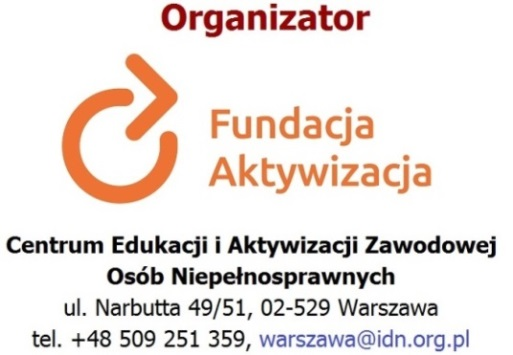 Organizator
Fundacja
Aktywizacja
Centrum Edukacji i Aktywizacji Zawodowej
Osób Niepełnosprawnych
ul. Narbutta 49/51, 02-529 Warszawa
tel. +48 509 251 359, warszawa@idn.org.pl